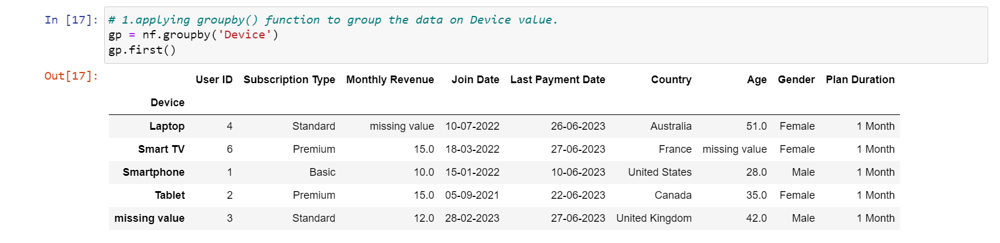 In [17]: # 1.applying groupby() function to group the data on Device value.
gp = nf.groupby('Device')
gp.first()
Out[17]:
User ID Subscription Type Monthly Revenue Join Date Last Payment Date Country Age Gender Plan Duration
Device
Laptop 4 Standard missing value 10-07-2022 26-06-2023 Australia 51.0 Female 1 Month
Smart TV 6 Premium 15.0 18-03-2022 27-06-2023 France missing value Female 1 Month
Smartphone 1 Basic 10.0 15-01-2022 10-06-2023 United States 28.0 Male 1 Month
Tablet 2 Premium 15.0 05-09-2021 22-06-2023 Canada 35.0 Female 1 Month
missing value 3 Standard 12.0 28-02-2023 27-06-2023 United Kingdom 42.0 Male 1 Month